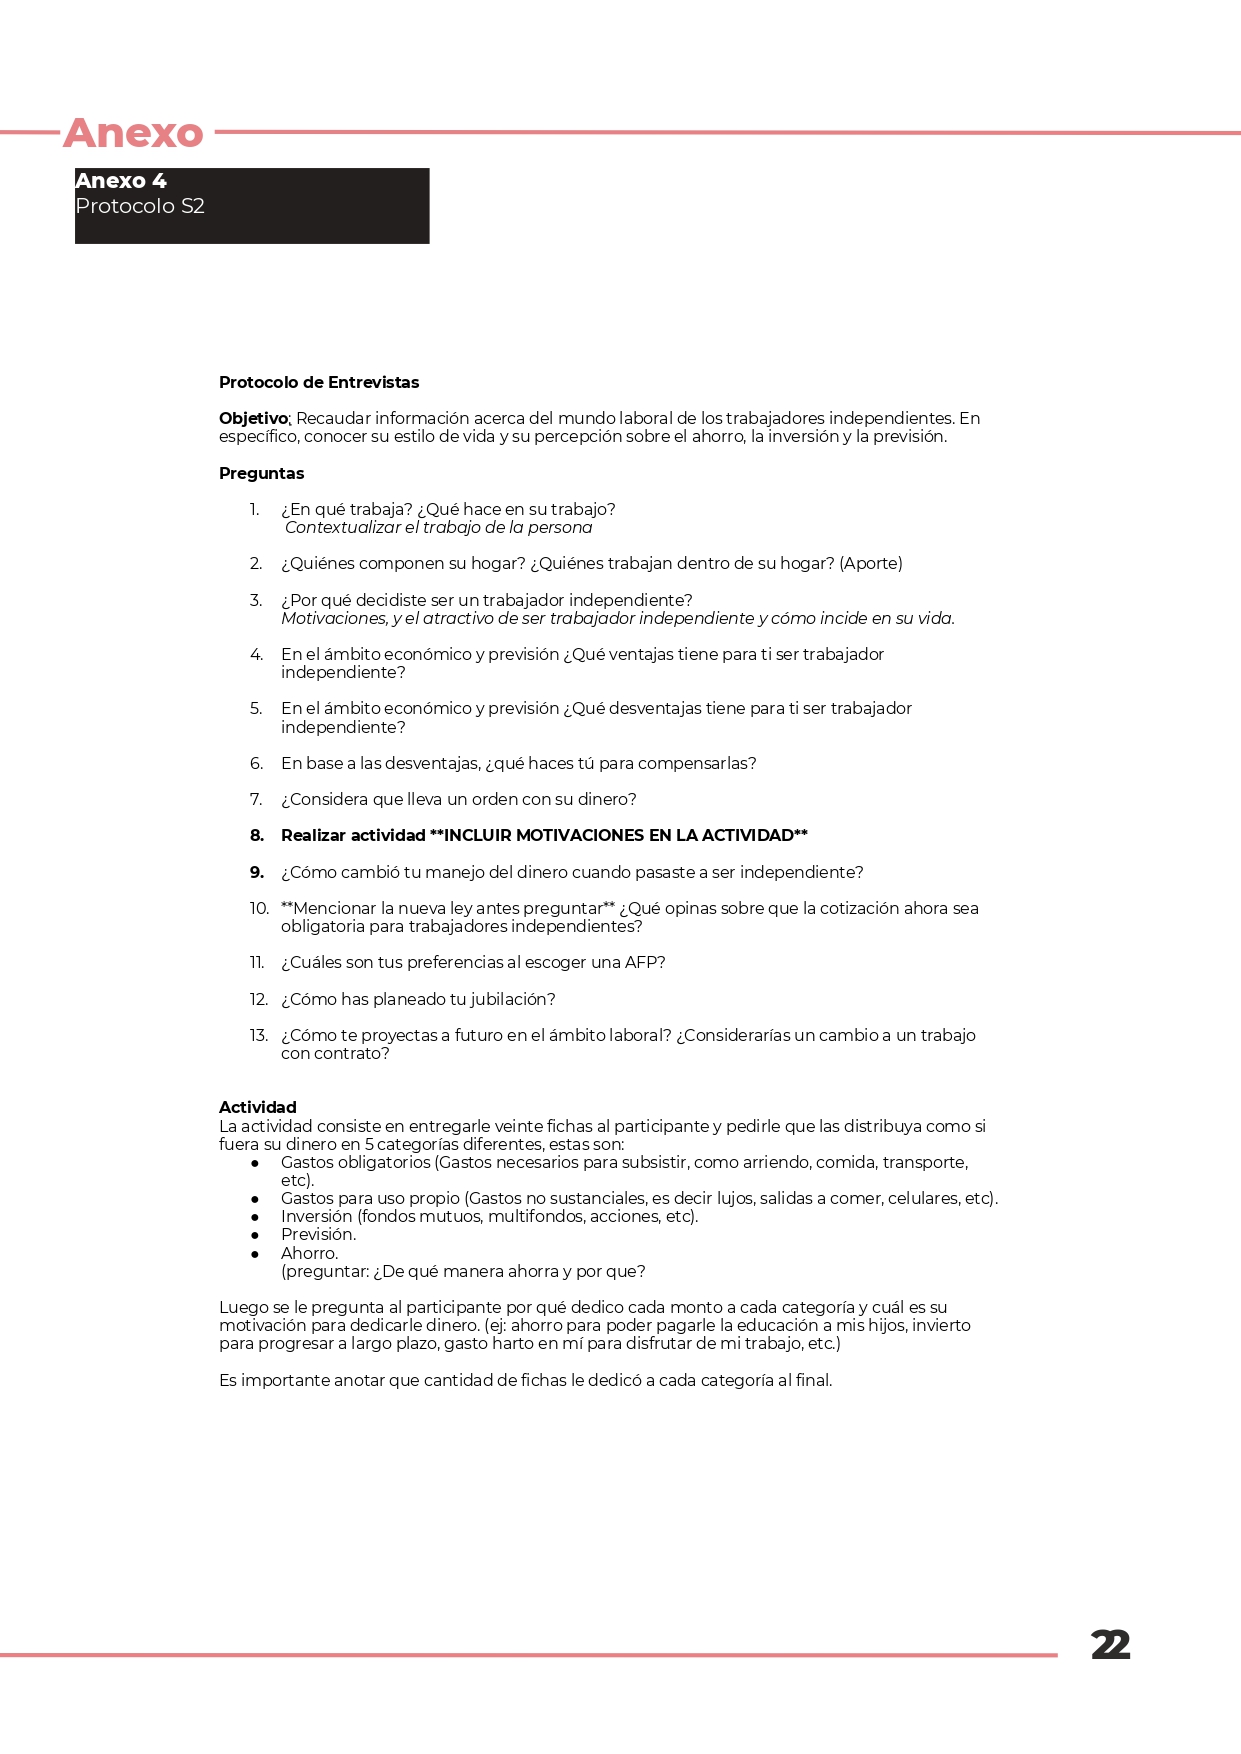 Anexo
Anexo 4
Protocolo S2
Protocolo de Entrevistas
Objetivo: Recaudar información acerca del mundo laboral de los trabajadores independientes. En
específico, conocer su estilo de vida y su percepción sobre el ahorro, la inversión y la previsión.
Preguntas
1. ¿En qué trabaja? ¿Qué hace en su trabajo?
Contextualizar el trabajo de la persona
2. ¿Quiénes componen su hogar? ¿Quiénes trabajan dentro de su hogar? (Aporte)
3. ¿Por qué decidiste ser un trabajador independiente?
Motivaciones, y el atractivo de ser trabajador independiente y cómo incide en su vida.
4. En el ámbito económico y previsión ¿Qué ventajas tiene para ti ser trabajador
independiente?
5. En el ámbito económico y previsión ¿Qué desventajas tiene para ti ser trabajador
independiente?
6. En base a las desventajas, ¿qué haces tú para compensarlas?
7. ¿Considera que lleva un orden con su dinero?
8. Realizar actividad **INCLUIR MOTIVACIONES EN LA ACTIVIDAD**
9. ¿Cómo cambió tu manejo del dinero cuando pasaste a ser independiente?
10. **Mencionar la nueva ley antes preguntar** ¿Qué opinas sobre que la cotización ahora sea
obligatoria para trabajadores independientes?
11. ¿Cuáles son tus preferencias al escoger una AFP?
12. ¿Cómo has planeado tu jubilación?
13. ¿Cómo te proyectas a futuro en el ámbito laboral? ¿Considerarías un cambio a un trabajo
con contrato?
Actividad
La actividad consiste en entregarle veinte fichas al participante y pedirle que las distribuya como si
fuera su dinero en 5 categorías diferentes, estas son:
● Gastos obligatorios (Gastos necesarios para subsistir, como arriendo, comida, transporte,
etc).
● Gastos para uso propio (Gastos no sustanciales, es decir lujos, salidas a comer, celulares, etc).
● Inversión (fondos mutuos, multifondos, acciones, etc).
● Previsión.
● Ahorro.
(preguntar: ¿De qué manera ahorra y por que?
Luego se le pregunta al participante por qué dedico cada monto a cada categoría y cuál es su
motivación para dedicarle dinero. (ej: ahorro para poder pagarle la educación a mis hijos, invierto
para progresar a largo plazo, gasto harto en mí para disfrutar de mi trabajo, etc.)
Es importante anotar que cantidad de fichas le dedicó a cada categoría al final.
22